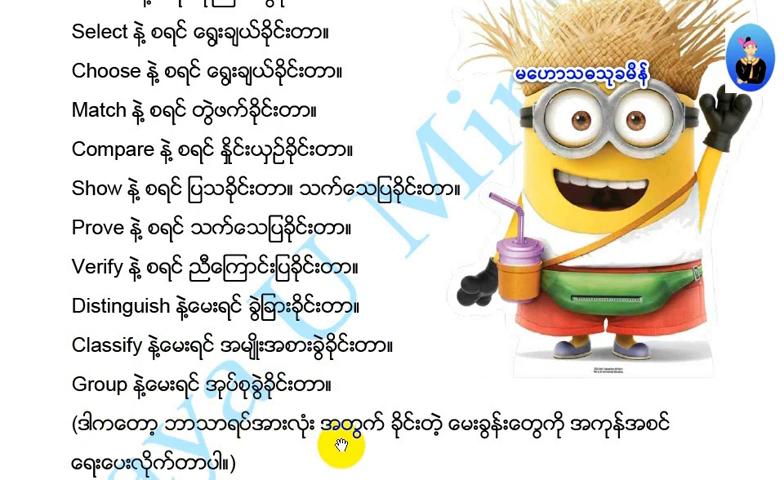 Select နဲ့ စရင် ရွေးချယ်ခိုင်းတာ။
Choose နဲ့ စရင် ရွေးချယ်ခိုင်းတာ။
မဟောသဓသုခမိန်
Match နဲ့ စရင် တွဲဖက်ခိုင်းတာ။
Compare နဲ့ စရင် နှိုင်းယှဉ်ခိုင်းတာ။
Show နဲ့ စရင် ပြသခိုင်းတာ။ သက်သေပြခိုင်းတာ။
Prove နဲ့ စရင် သက်သေပြခိုင်းတာ။
Verify နဲ့ စရင် ညီကြောင်းပြခိုင်းတာ။
Distinguish နဲ့မေးရင် ခွဲခြားခိုင်းတာ။
Classify နဲ့မေးရင် အမျိုးအစားခွဲခိုင်းတာ။
Group နဲ့မေးရင် အုပ်စုခွဲခိုင်းတာ။
(ဒါကတော့ ဘာသာရပ်အားလုံး အတွက် ခိုင်းတဲ့ မေးခွန်းတွေကို အကုန်အစင်
ရေးပေးလိုက်တာပါ။)